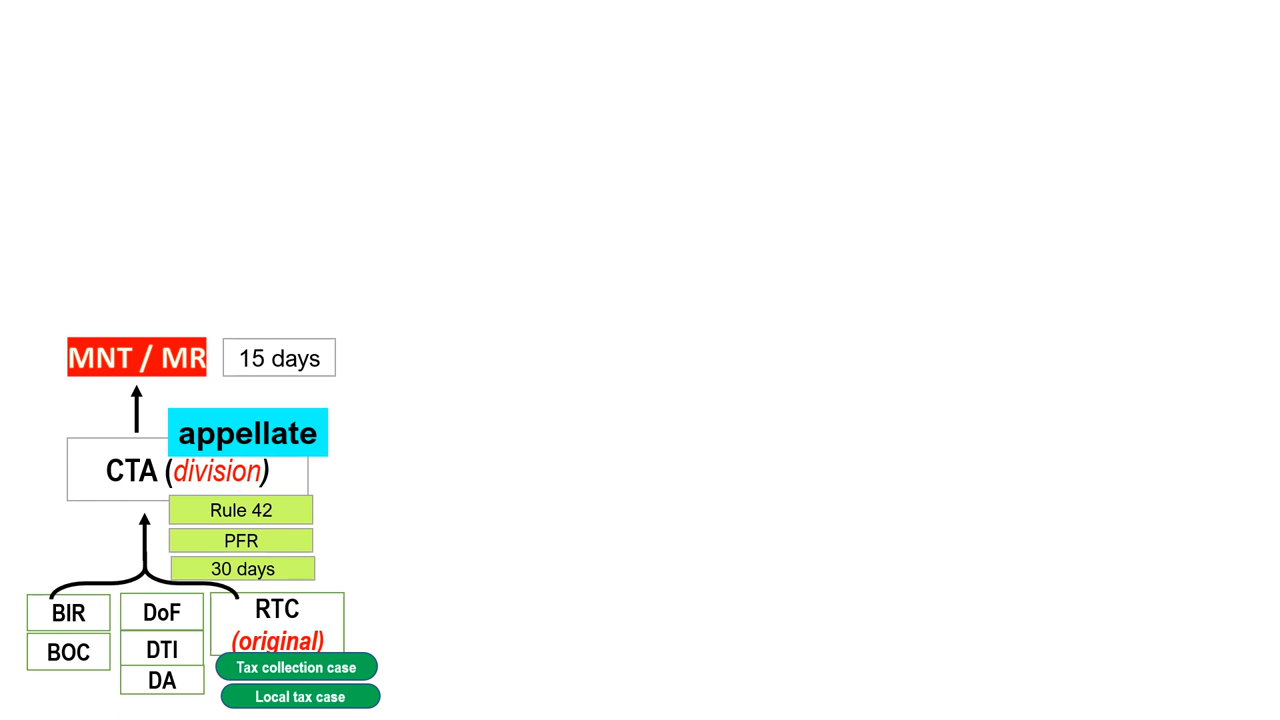 MNT / MR
15 days
appellate
CTA (division)
Rule 42
PFR
30 days
BIR
DoF
RTC
(original)
BOC
DTI
DA
Tax collection case
Local tax case